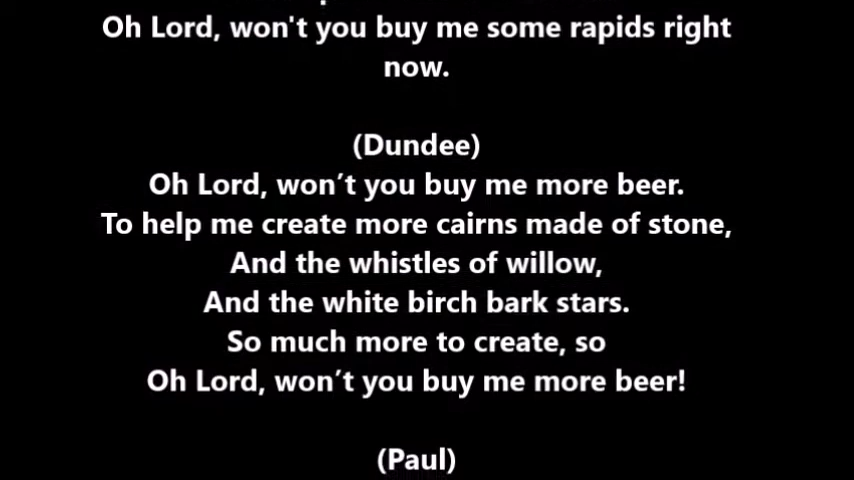 Oh Lord, won't you buy me some rapids right
now.
(Dundee)
Oh Lord, won’t you buy me more beer.
To help me create more cairns made of stone,
And the whistles of willow,
And the white birch bark stars.
So much more to create, so
Oh Lord, won’t you buy me more beer!
(Paul)